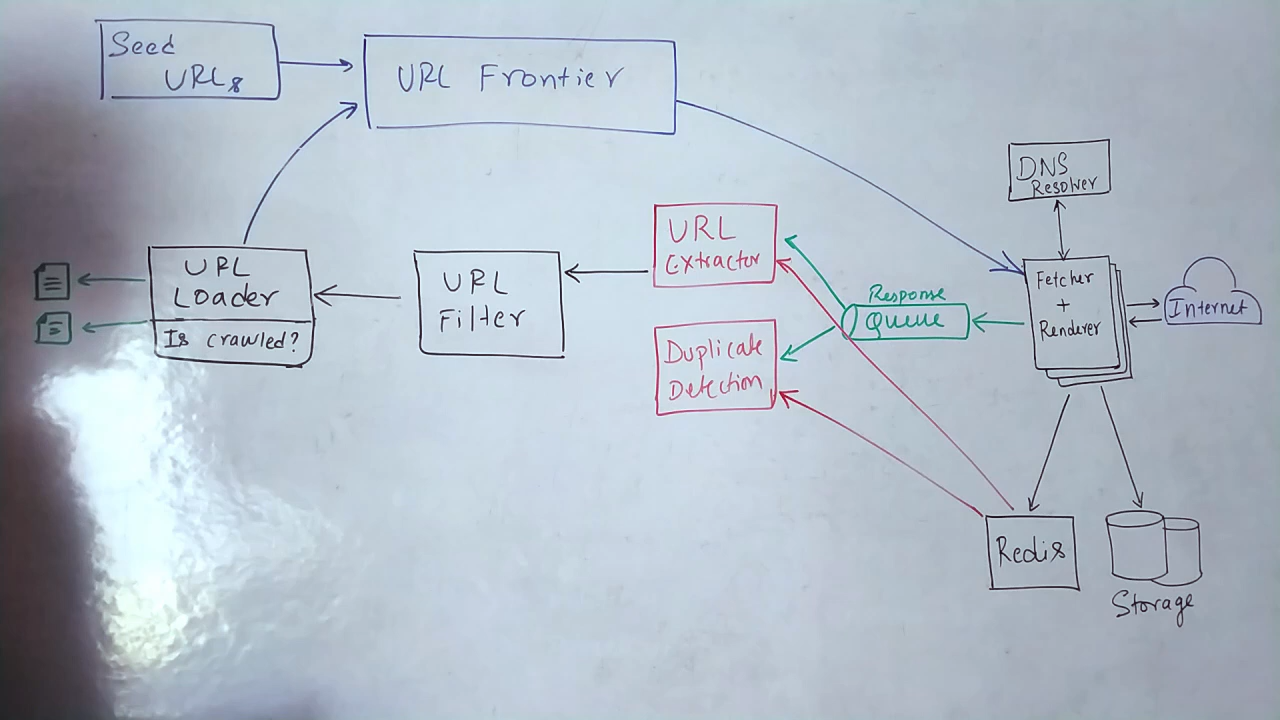 Seed
URLs
URL Frontier
DNS
Resolver
URL
Extractor
Fetcher
+
Renderer
Internet
Response
Queue
URL
Filter
URL
Loader
Is crawled?
Duplicate
Detection
Redis
Storage